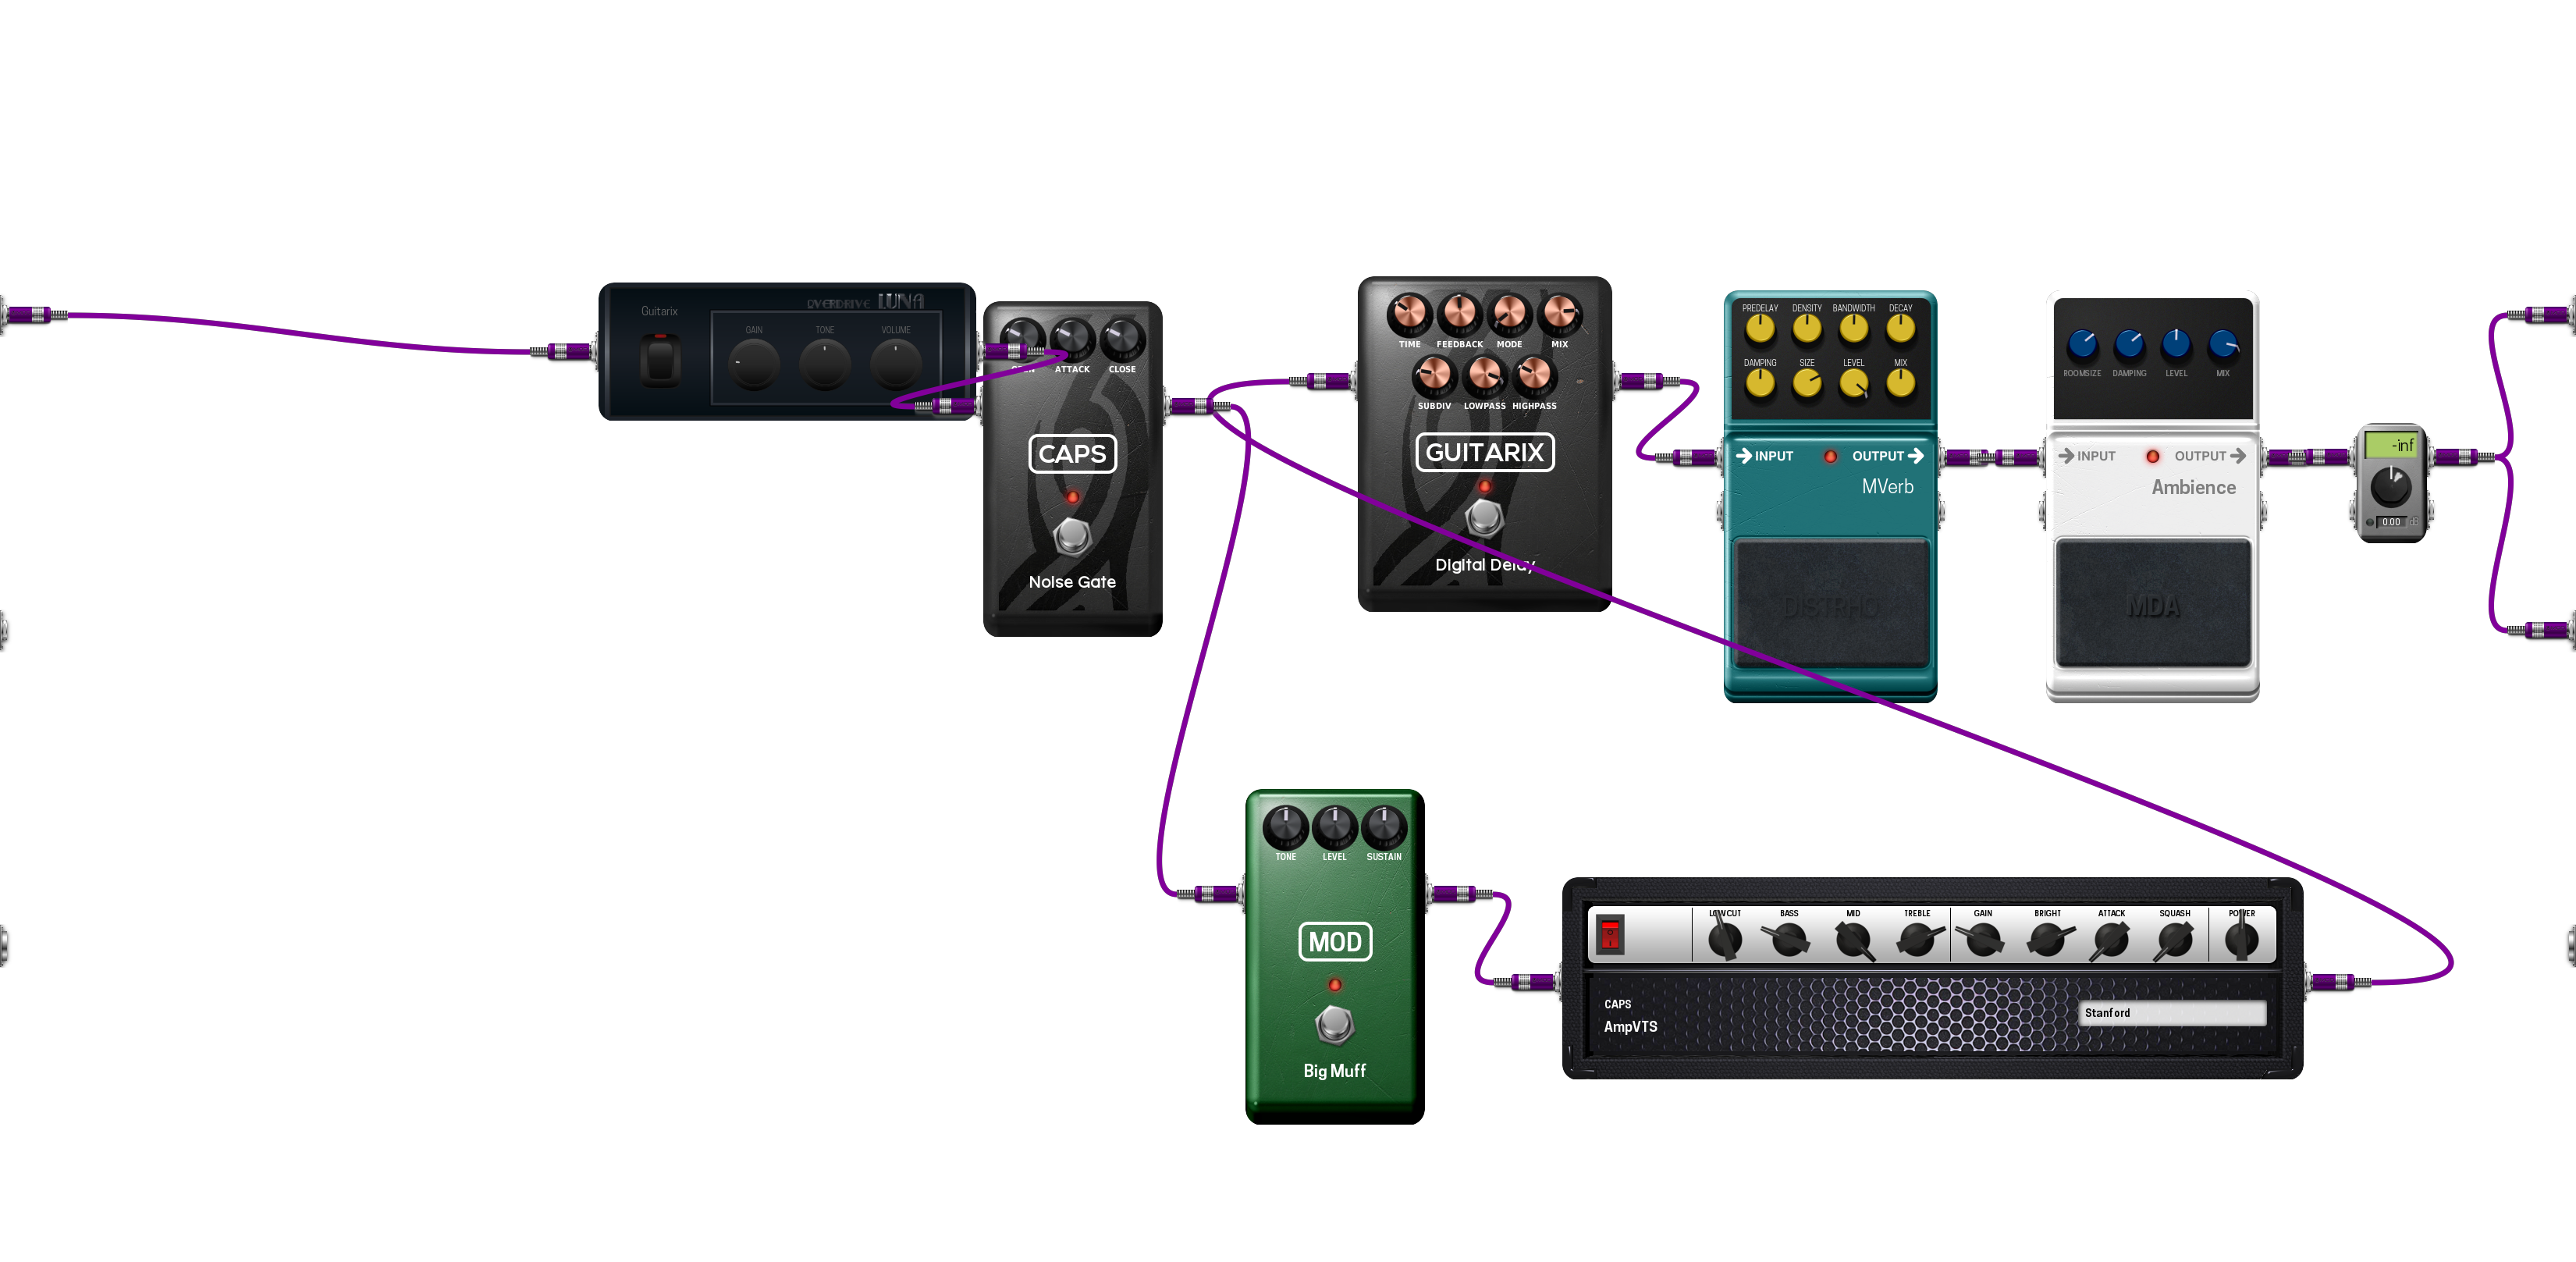 Guitarix
OVERDRIVE LUNA
GAIN TONE VOLUME
OPEN ATTACK CLOSE
CAPS
Noise Gate
TIME FEEDBACK MODE MIX
SUBDIV LOWPASS HIGHPASS
GUITARIX
Digital Delay
PREDELAY DENSITY BANDWIDTH DECAY
DAMPING SIZE LEVEL MIX
INPUT OUTPUT
MVerb
DISTRHO
ROOMSIZE DAMPING LEVEL MIX
INPUT OUTPUT
Ambience
MDA
-inf
0.00 dB
TONE LEVEL SUSTAIN
MOD
Big Muff
LOWCUT BASS MID TREBLE GAIN BRIGHT ATTACK SQUASH POWER
CAPS
AmpVTS
Stanford